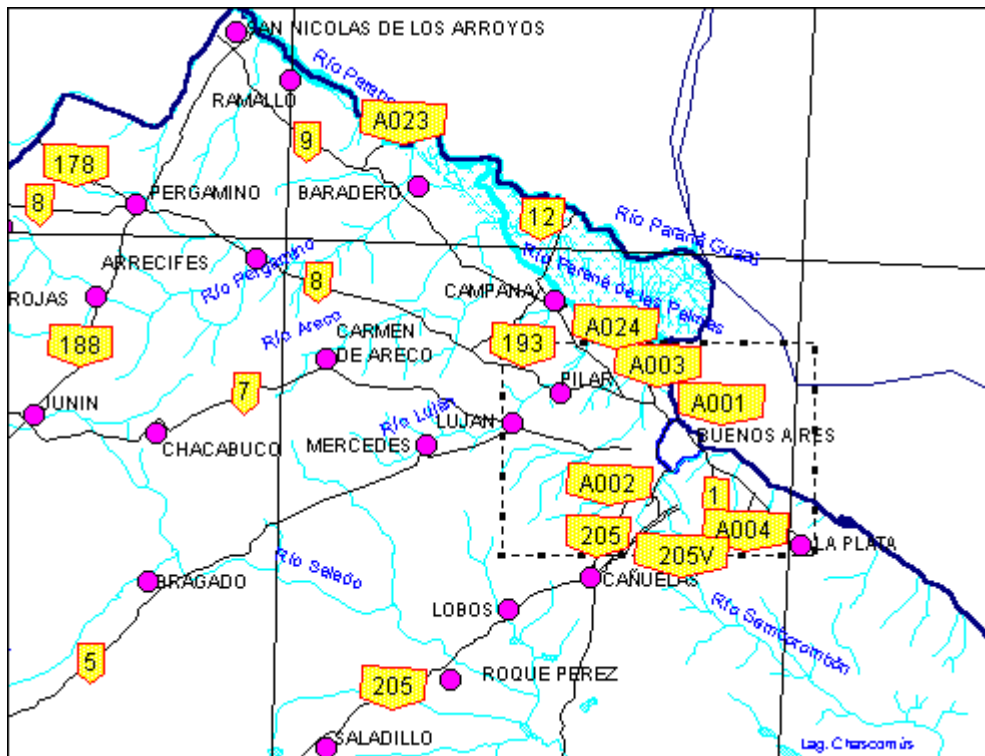 SAN NICOLAS DE LOS ARROYOS
Río Paraná
RAMALLO
A023
9
178
BARADERO
PERGAMINO
8
12
Río Paraná Guazú
ARRECIFES
Río Pergamino
8
Río Paraná de las Palmas
ROJAS
CAMPANA
Río Areco
CARMEN
DE ARECO
A024
193
188
A003
7
PILAR
A001
JUNIN
Río Luján
LUJAN
BUENOS AIRES
CHACABUCO
MERCEDES
A002
1
205
A004
205V
LA PLATA
Río Salado
BRAGADO
CAÑUELAS
LOBOS
Río Samborombón
5
ROQUE PEREZ
205
SALADILLO
Lag. Chascomús